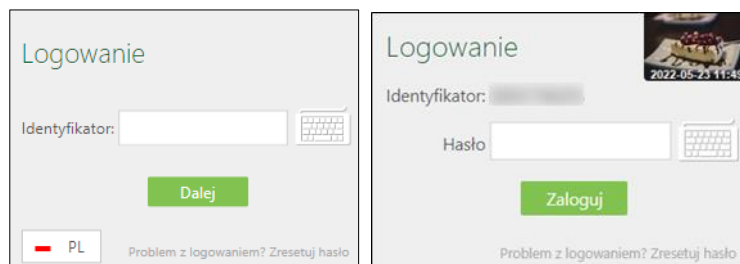 Logowanie
Identyfikator:
Dalej
PL
Problem z logowaniem? Zresetuj hasło
Logowanie
2022-05-23 11:49
Identyfikator:
Hasło
Zaloguj
Problem z logowaniem? Zresetuj hasło